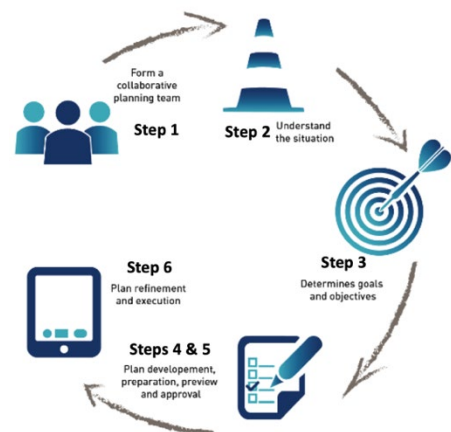 Form a
collaborative
planning team
Step 1
Step 2
Understand
the situation
Step 3
Determines goals
and objectives
Steps 4 & 5
Plan developement,
preparation, preview
and approval
Step 6
Plan refinement
and execution